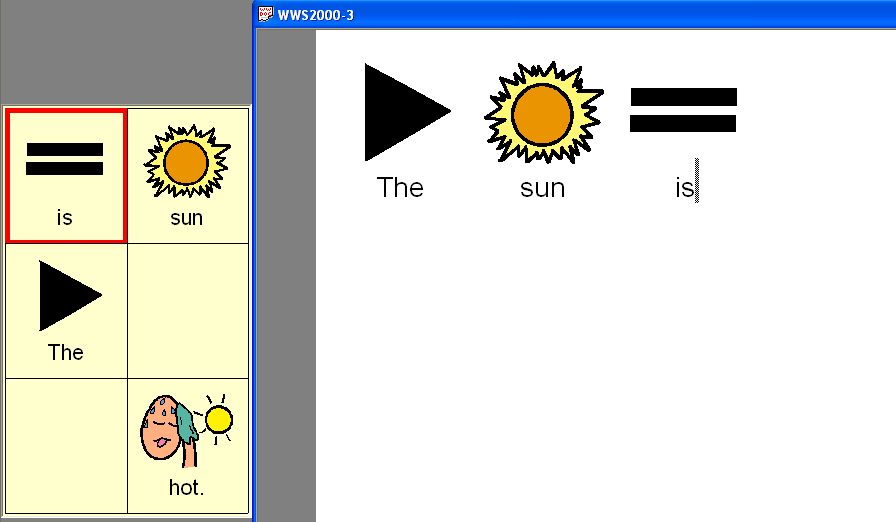 WWS2000-3
The sun is
is sun
The
hot.